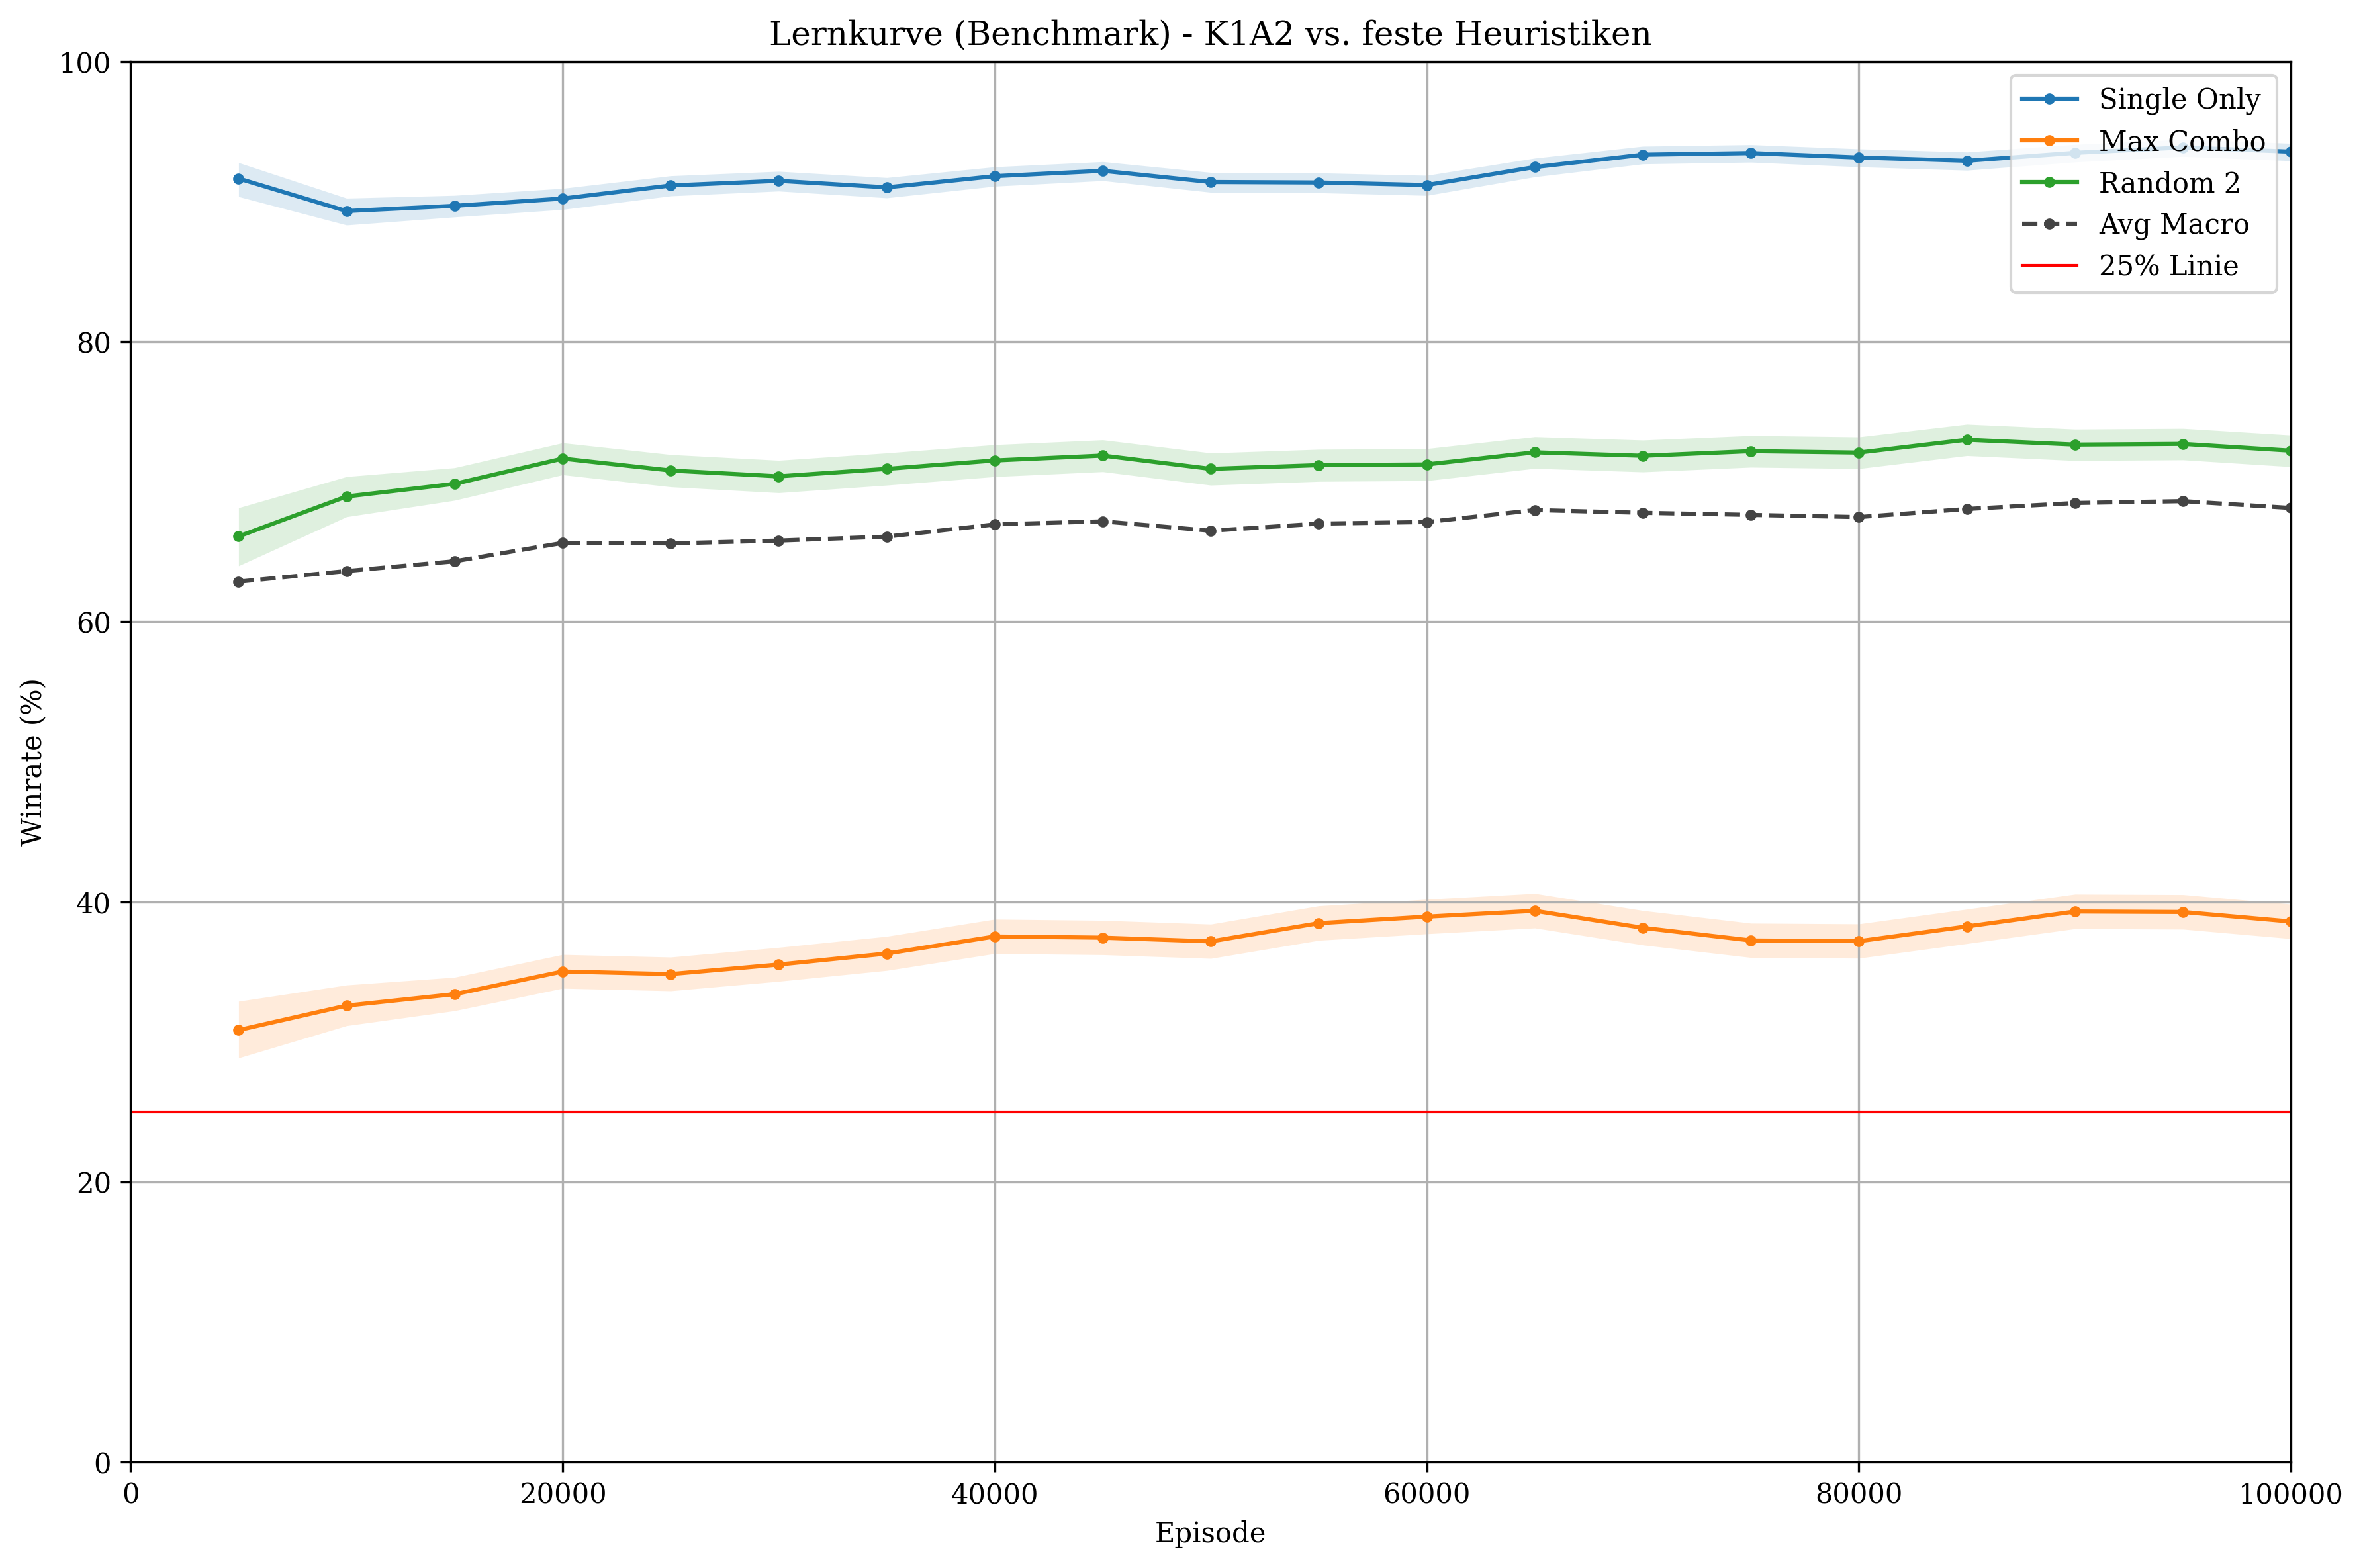 Lernkurve (Benchmark) - K1A2 vs. feste Heuristiken
100
80
60
40
20
0
Winrate (%)
Single Only
Max Combo
Random 2
Avg Macro
25% Linie
0 20000 40000 60000 80000 100000
Episode